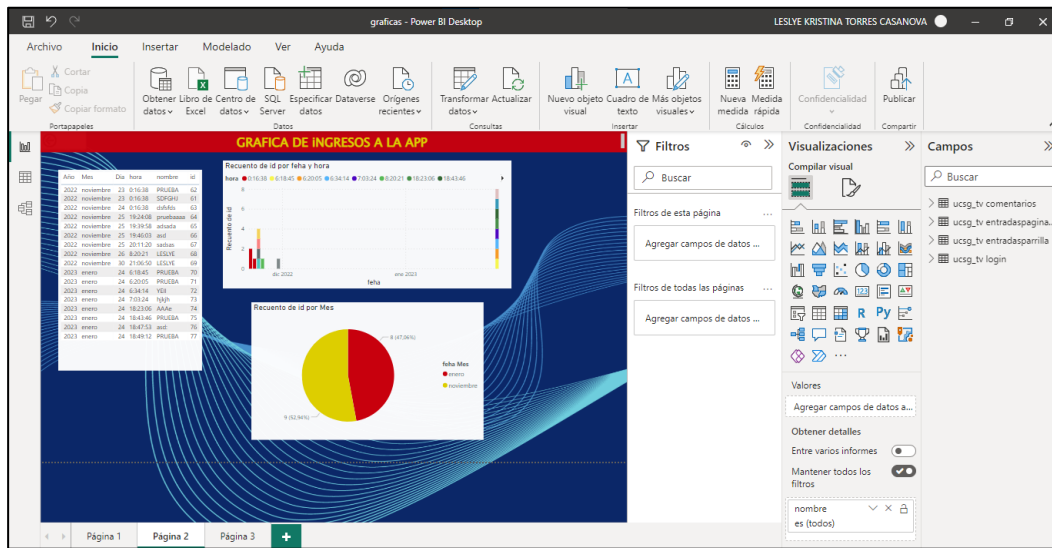 graficas - Power BI Desktop
LESLYE KRISTINA TORRES CASANOVA
Archivo Inicio Insertar Modelado Ver Ayuda
Pegar
Cortar
Copia
Copiar formato
Portapapeles
Obtener datos
Libro de Excel
Centro de datos
SQL Server
Especificar datos
Dataverse
Orígenes recientes
Datos
Transformar datos
Actualizar
Consultas
Nuevo objeto visual
Cuadro de texto
Más objetos visuales
Insertar
Nueva medida
Medida rápida
Cálculos
Confidencialidad
Confidencialidad
Publicar
Compartir
GRAFICA DE INGRESOS A LA APP
Año Mes Día hora nombre id
2022 noviembre 23 0:16:38 PRUEBA 62
2022 noviembre 23 0:16:38 SDFGHJ 61
2022 noviembre 24 0:16:38 dsfsfds 63
2022 noviembre 25 19:24:08 pruebaaaa 64
2022 noviembre 25 19:39:58 adsada 65
2022 noviembre 25 19:46:03 asd 66
2022 noviembre 25 20:11:20 sadsas 67
2022 noviembre 26 8:20:21 LESLYE 68
2022 noviembre 30 21:06:50 LESLYE 69
2023 enero 24 6:18:45 PRUEBA 70
2023 enero 24 6:20:05 PRUEBA 71
2023 enero 24 6:34:14 YEII 72
2023 enero 24 7:03:24 hjkjh 73
2023 enero 24 18:23:06 AAAe 74
2023 enero 24 18:43:46 PRUEBA 75
2023 enero 24 18:47:53 asd: 76
2023 enero 24 18:49:12 PRUEBA 77
Recuento de id por feha y hora
hora 0:16:38 6:18:45 6:20:05 6:34:14 7:03:24 8:20:21 18:23:06 18:43:46
Recuento de id
8
6
4
2
0
dic 2022
ene 2023
feha
Recuento de id por Mes
8 (47,06%)
9 (52,94%)
feha Mes
enero
noviembre
Filtros
Buscar
Filtros de esta página ...
Agregar campos de datos ...
Filtros de todas las páginas ...
Agregar campos de datos ...
Visualizaciones
Compilar visual
123
R Py
...
Valores
Agregar campos de datos a...
Obtener detalles
Entre varios informes
Mantener todos los filtros
nombre
es (todos)
Campos
Buscar
ucsg_tv comentarios
ucsg_tv entradaspagina...
ucsg_tv entradasparrilla
ucsg_tv login
Página 1 Página 2 Página 3 +